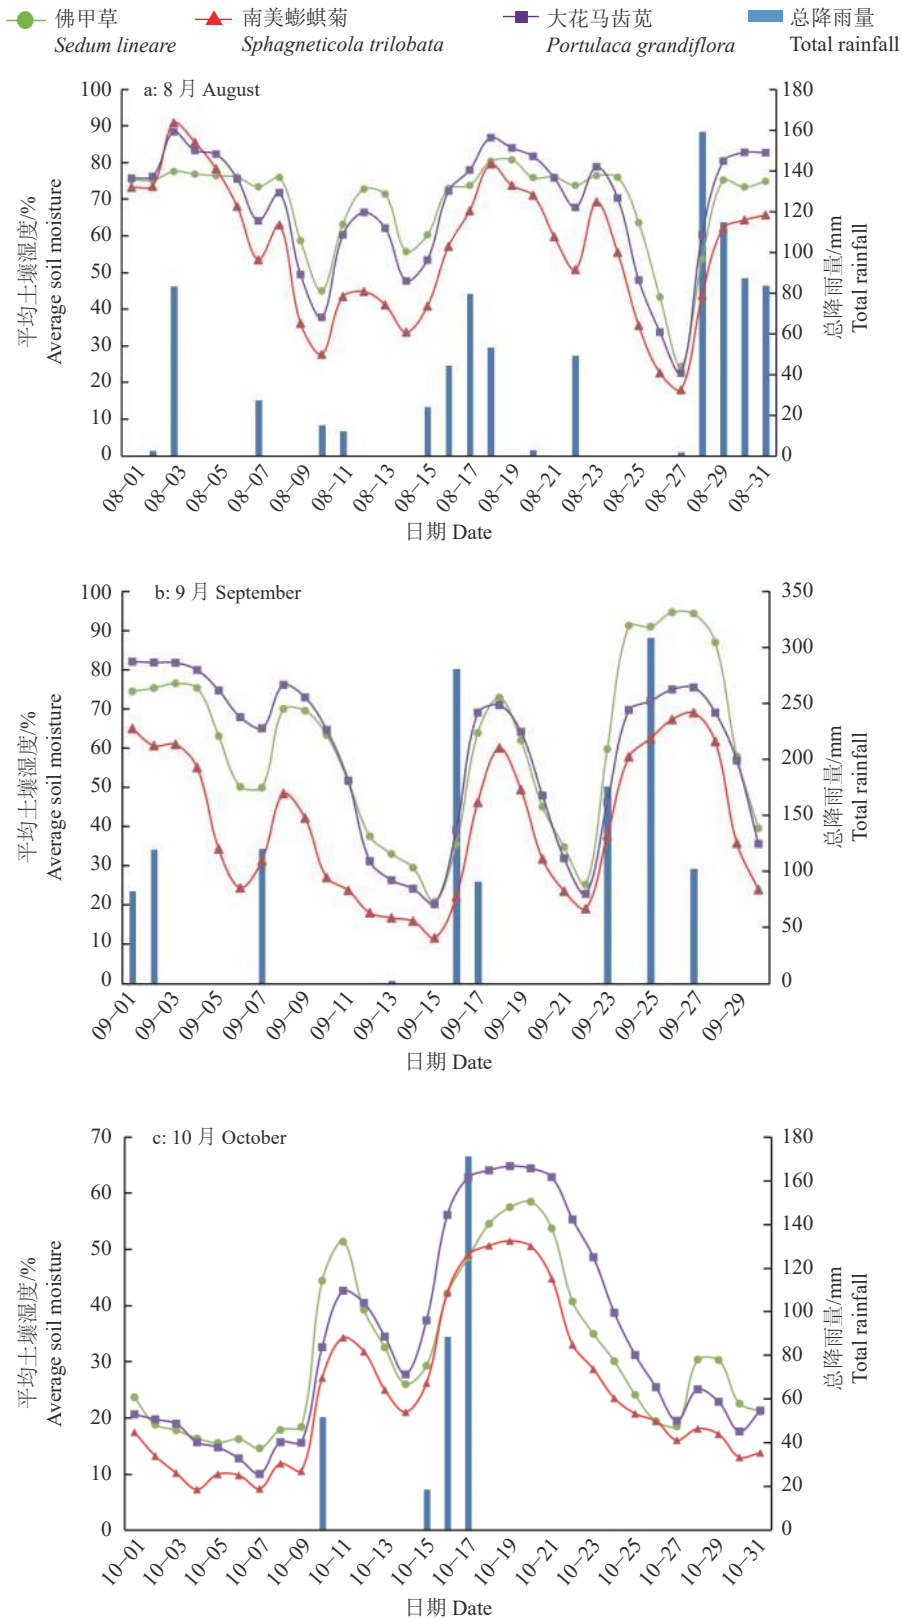 佛甲草 南美蟛蜞菊 大花马齿苋 总降雨量
Sedum lineare Sphagneticola trilobata Portulaca grandiflora Total rainfall
a: 8 月 August
100 90 80 70 60 50 40 30 20 10 0
平均土壤湿度/%
Average soil moisture
180 160 140 120 100 80 60 40 20 0
总降雨量/mm
Total rainfall
08−01 08−03 08−05 08−07 08−09 08−11 08−13 08−15 08−17 08−19 08−21 08−23 08−25 08−27 08−29 08−31
日期 Date
b: 9 月 September
100 90 80 70 60 50 40 30 20 10 0
平均土壤湿度/%
Average soil moisture
350 300 250 200 150 100 50 0
总降雨量/mm
Total rainfall
09−01 09−03 09−05 09−07 09−09 09−11 09−13 09−15 09−17 09−19 09−21 09−23 09−25 09−27 09−29
日期 Date
c: 10 月 October
70 60 50 40 30 20 10 0
平均土壤湿度/%
Average soil moisture
180 160 140 120 100 80 60 40 20 0
总降雨量/mm
Total rainfall
10−01 10−03 10−05 10−07 10−09 10−11 10−13 10−15 10−17 10−19 10−21 10−23 10−25 10−27 10−29 10−31
日期 Date